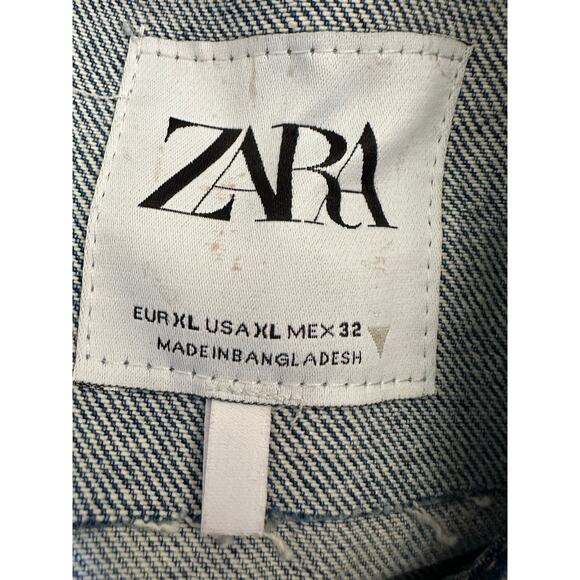 ZARA
EUR XL USA XL MEX 32
MADE IN BANGLADESH